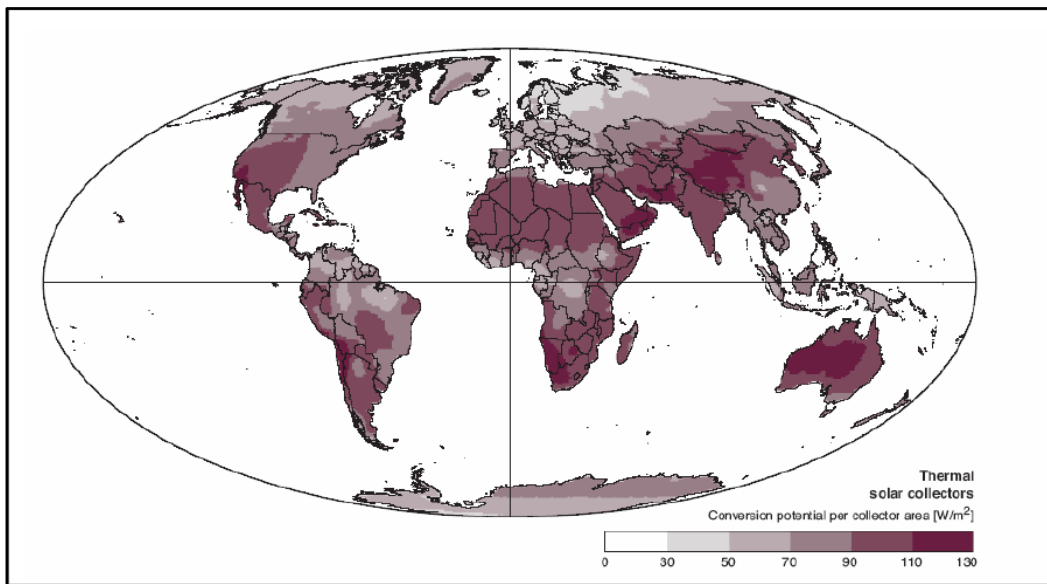 Thermal
solar collectors
Conversion potential per collector area [W/m²]
0 30 50 70 90 110 130